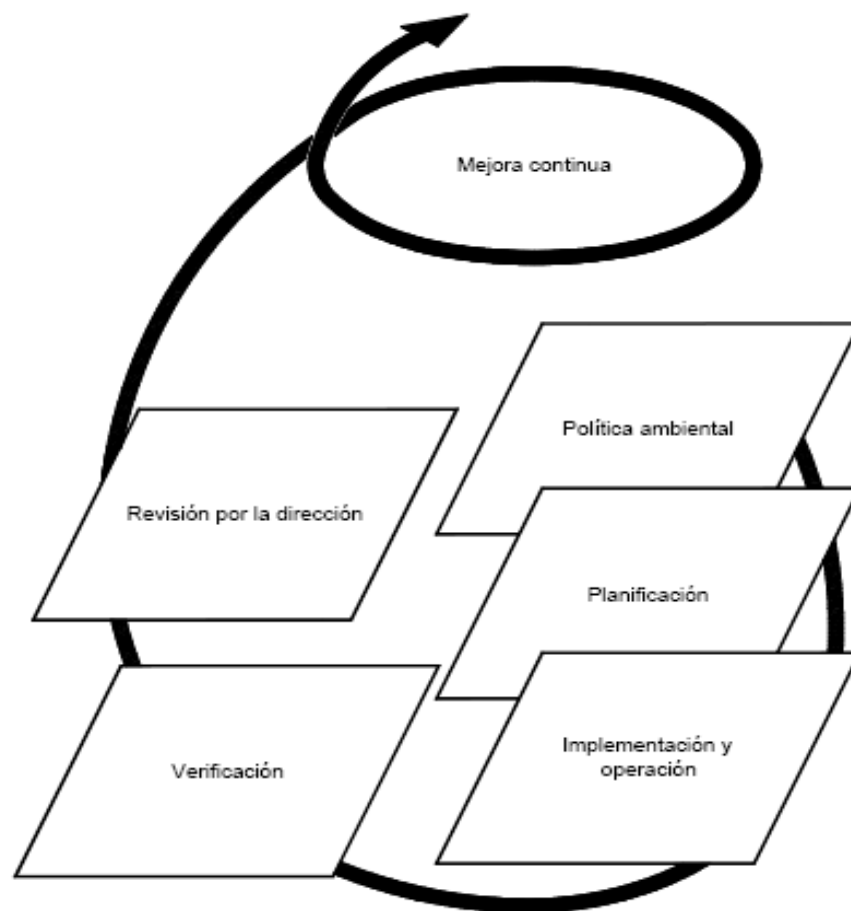 Mejora continua
Política ambiental
Revisión por la dirección
Planificación
Implementación y
operación
Verificación